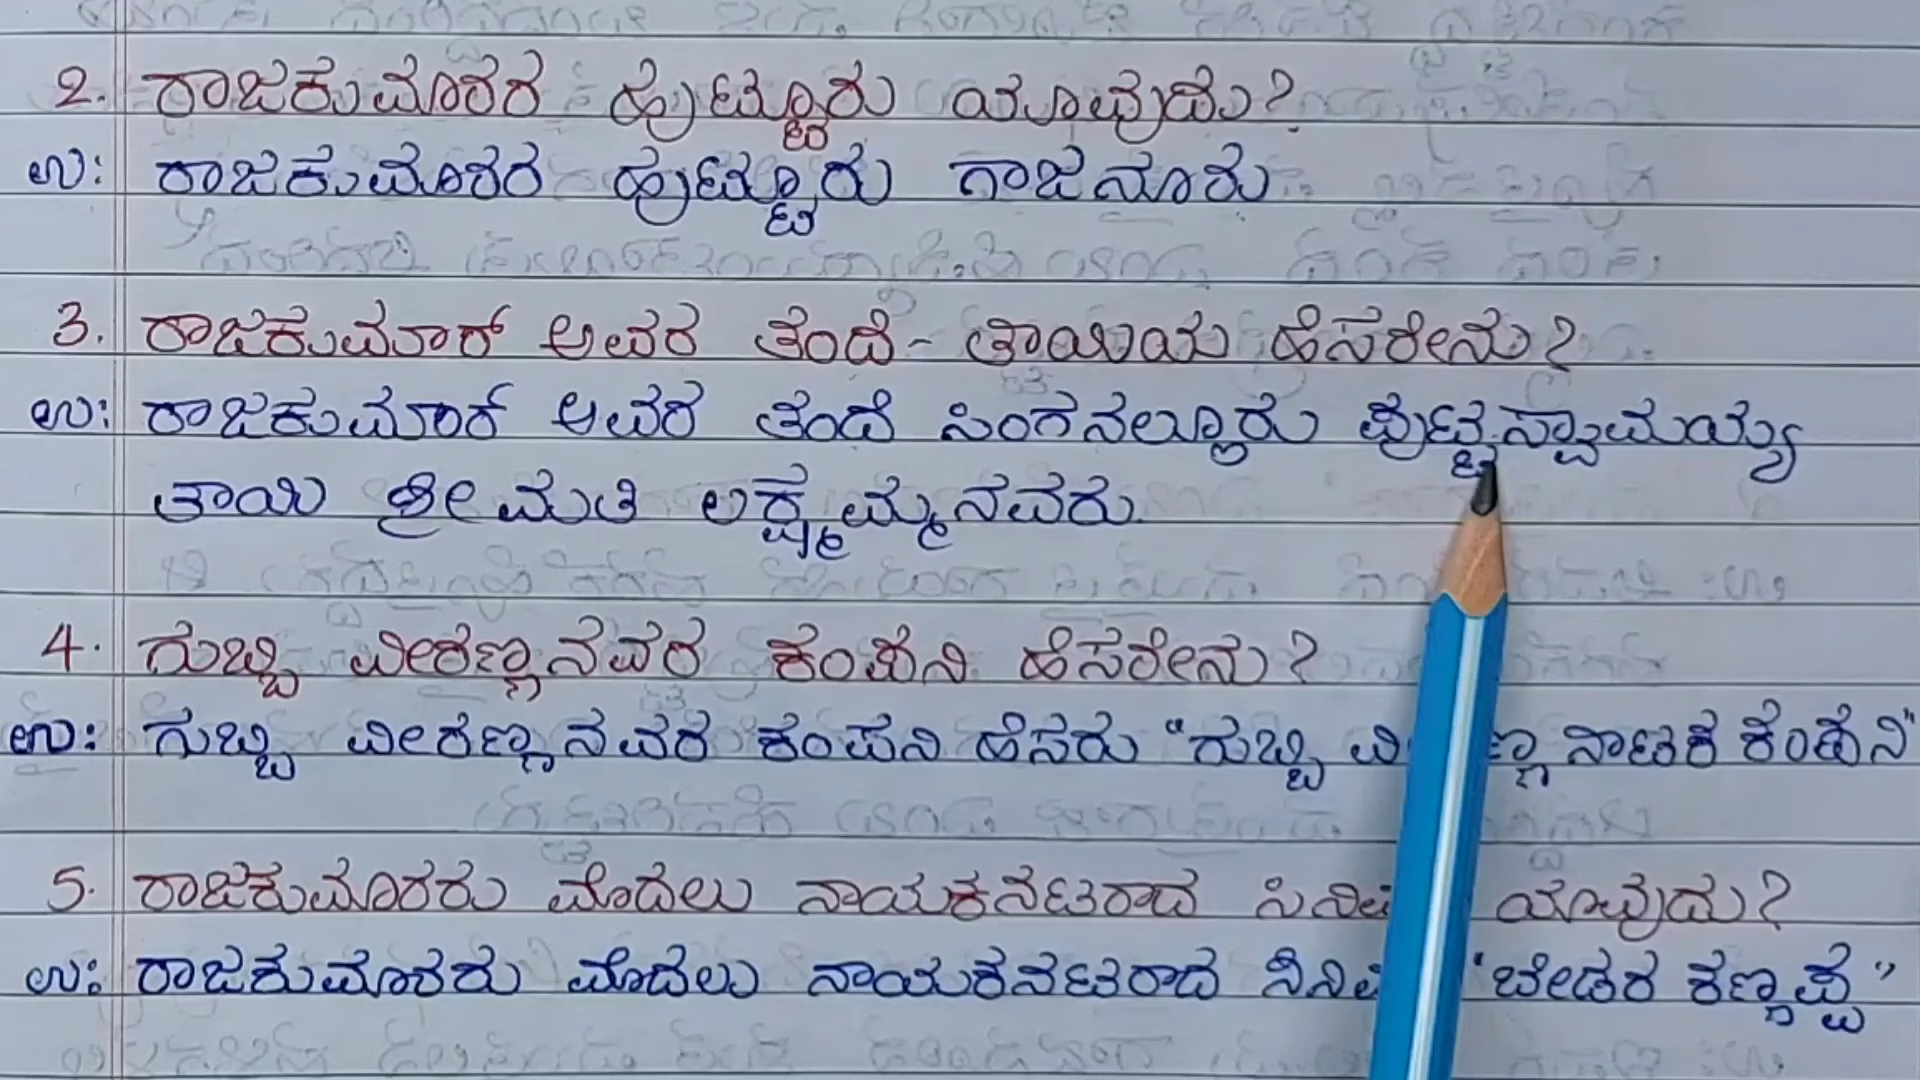 2. ರಾಜಕುಮಾರರ ಹುಟ್ಟೂರು ಯಾವುದು?
ಉ: ರಾಜಕುಮಾರರ ಹುಟ್ಟೂರು ಗಾಜನೂರು
3. ರಾಜಕುಮಾರ್ ಅವರ ತಂದೆ - ತಾಯಿಯ ಹೆಸರೇನು?
ಉ: ರಾಜಕುಮಾರ್ ಅವರ ತಂದೆ ಸಿಂಗನಲ್ಲೂರು ಪುಟ್ಟಸ್ವಾಮಯ್ಯ
ತಾಯಿ ಶ್ರೀಮತಿ ಲಕ್ಷ್ಮಮ್ಮನವರು.
4. ಗುಬ್ಬಿ ವೀರಣ್ಣನವರ ಕಂಪೆನಿ ಹೆಸರೇನು?
ಉ: ಗುಬ್ಬಿ ವೀರಣ್ಣನವರ ಕಂಪನಿ ಹೆಸರು "ಗುಬ್ಬಿ ನಾಟಕ ಕಂಪೆನಿ"
5. ರಾಜಕುಮಾರರು ಮೊದಲು ನಾಯಕನಟರಾದ ಯಾವುದು?
ಉ: ರಾಜಕುಮಾರರು ಮೊದಲು ನಾಯಕನಟರಾದ "ಬೇಡರ ಕಣ್ಣಪ್ಪ"